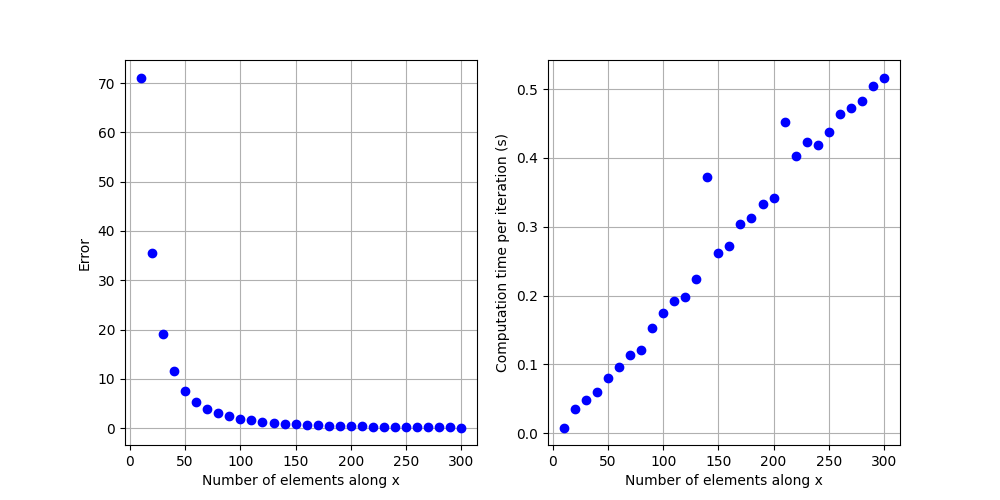 70
60
50
40
30
20
10
0
Error
0 50 100 150 200 250 300
Number of elements along x
0.5
0.4
0.3
0.2
0.1
0.0
Computation time per iteration (s)
0 50 100 150 200 250 300
Number of elements along x